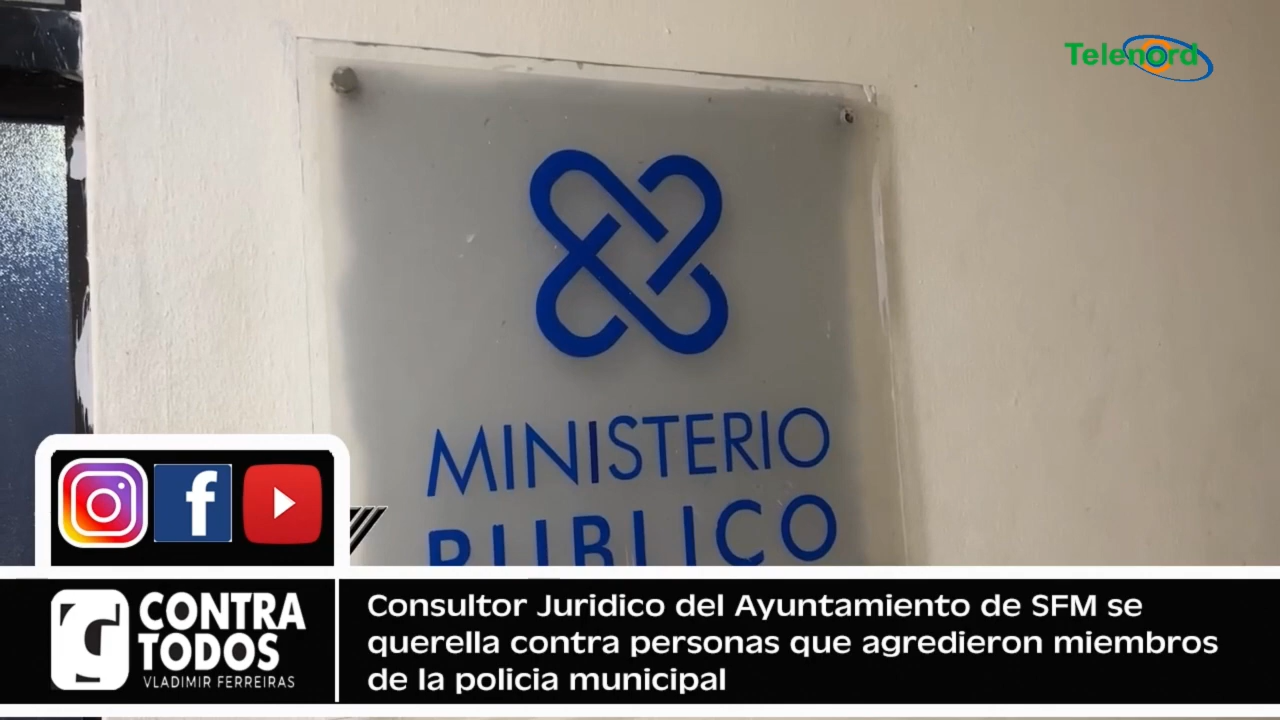 Telenord
MINISTERIO
PUBLICO
CONTRA
TODOS
VLADIMIR FERREIRAS
Consultor Juridico del Ayuntamiento de SFM se
querella contra personas que agredieron miembros
de la policia municipal